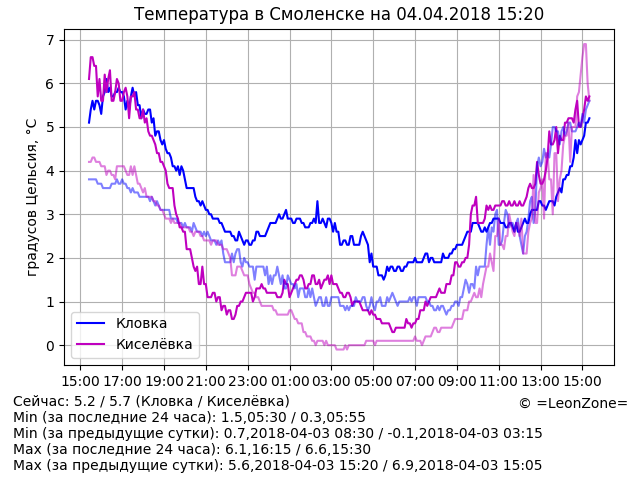 Температура в Смоленске на 04.04.2018 15:20
градусов Цельсия, °C
7
6
5
4
3
2
1
0
Кловка
Киселёвка
15:00 17:00 19:00 21:00 23:00 01:00 03:00 05:00 07:00 09:00 11:00 13:00 15:00
Сейчас: 5.2 / 5.7 (Кловка / Киселёвка)
© =LeonZone=
Min (за последние 24 часа): 1.5,05:30 / 0.3,05:55
Min (за предыдущие сутки): 0.7,2018-04-03 08:30 / -0.1,2018-04-03 03:15
Max (за последние 24 часа): 6.1,16:15 / 6.6,15:30
Max (за предыдущие сутки): 5.6,2018-04-03 15:20 / 6.9,2018-04-03 15:05